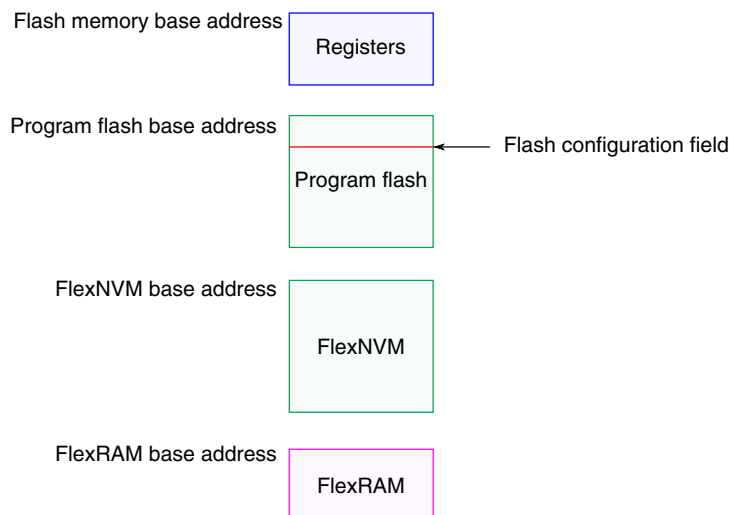 Flash memory base address
Registers
Program flash base address
Flash configuration field
Program flash
FlexNVM base address
FlexNVM
FlexRAM base address
FlexRAM